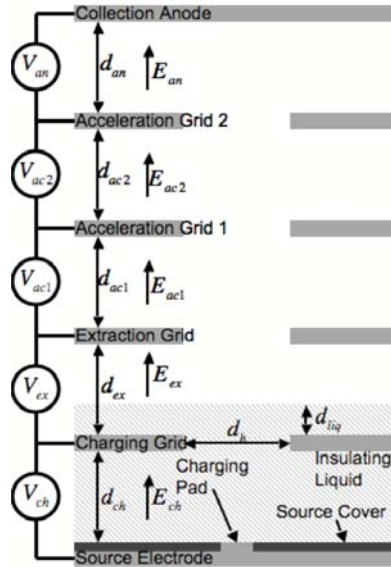 Collection Anode
V_an
d_an
E_an
Acceleration Grid 2
V_ac2
d_ac2
E_ac2
Acceleration Grid 1
V_ac1
d_ac1
E_ac1
Extraction Grid
V_ex
d_ex
E_ex
d_h
d_liq
Charging Grid
Insulating
Liquid
Charging
Pad
V_ch
d_ch
E_ch
Source Cover
Source Electrode